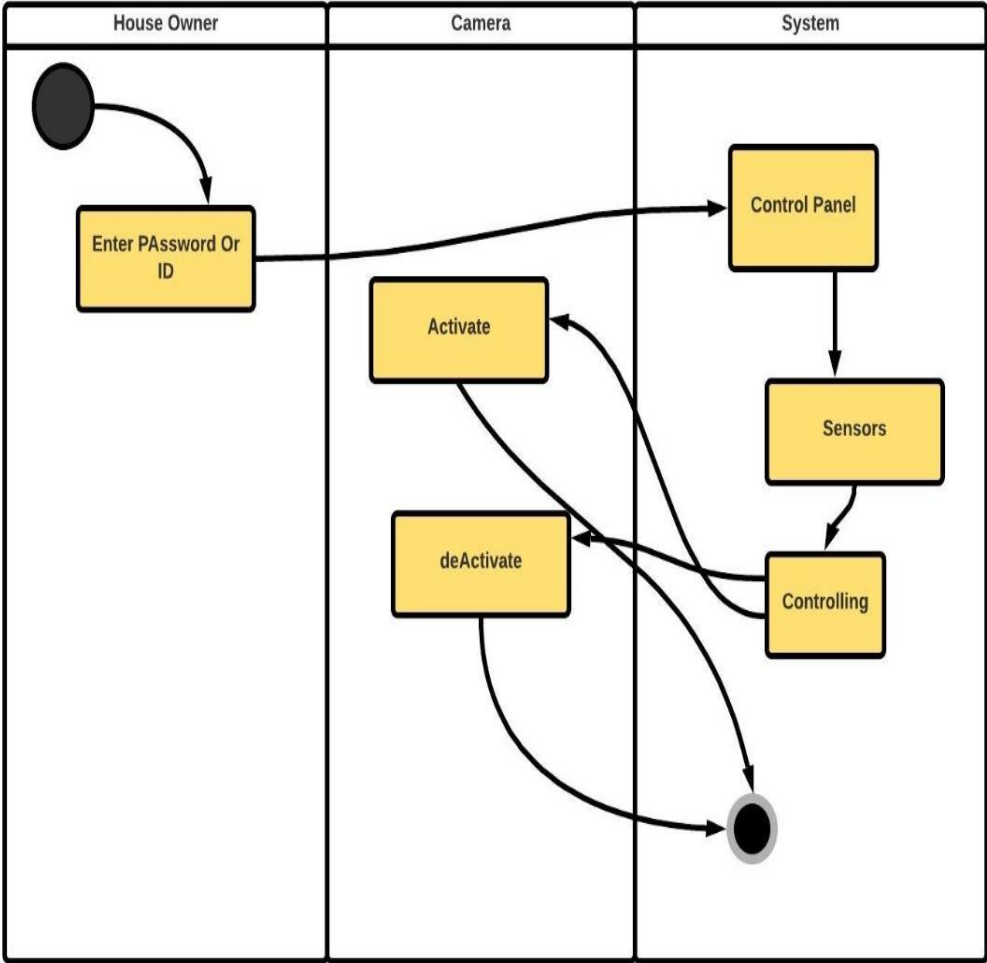 House Owner
Camera
System
Control Panel
Enter PAssword Or
ID
Activate
Sensors
deActivate
Controlling